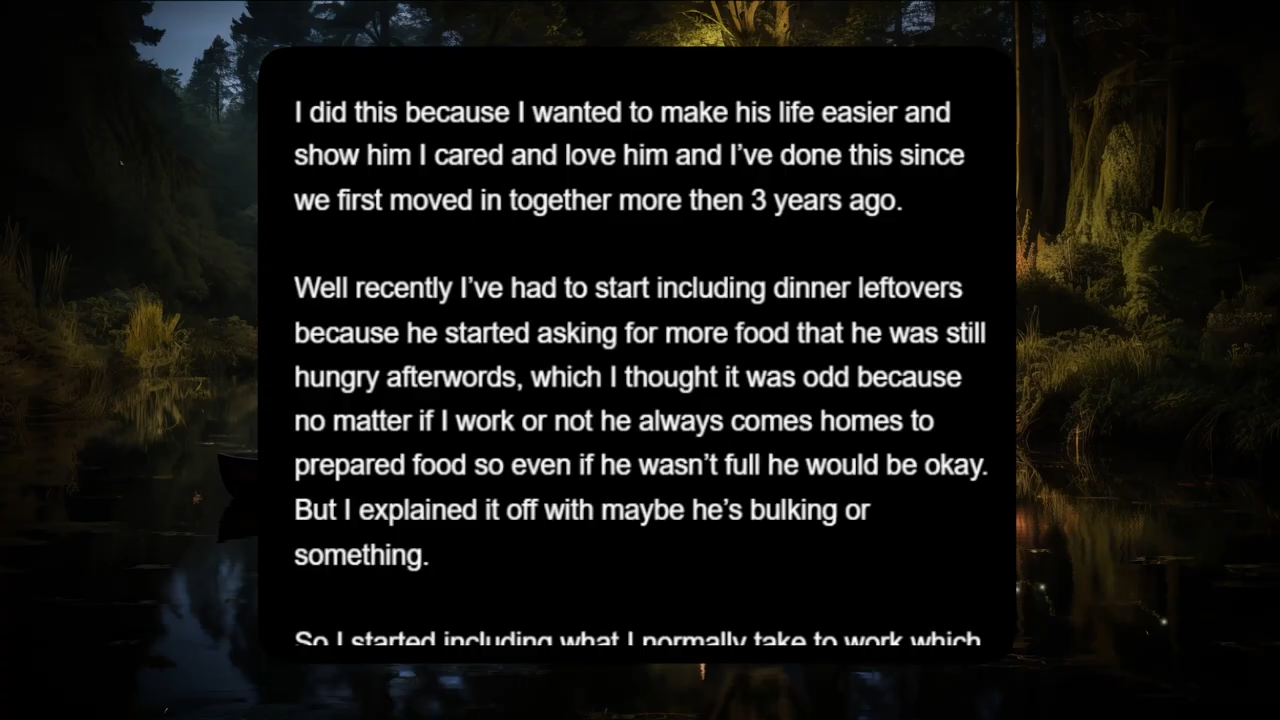 I did this because I wanted to make his life easier and
show him I cared and love him and I’ve done this since
we first moved in together more then 3 years ago.
Well recently I’ve had to start including dinner leftovers
because he started asking for more food that he was still
hungry afterwords, which I thought it was odd because
no matter if I work or not he always comes homes to
prepared food so even if he wasn’t full he would be okay.
But I explained it off with maybe he’s bulking or
something.
So I started including what I normally take to work which